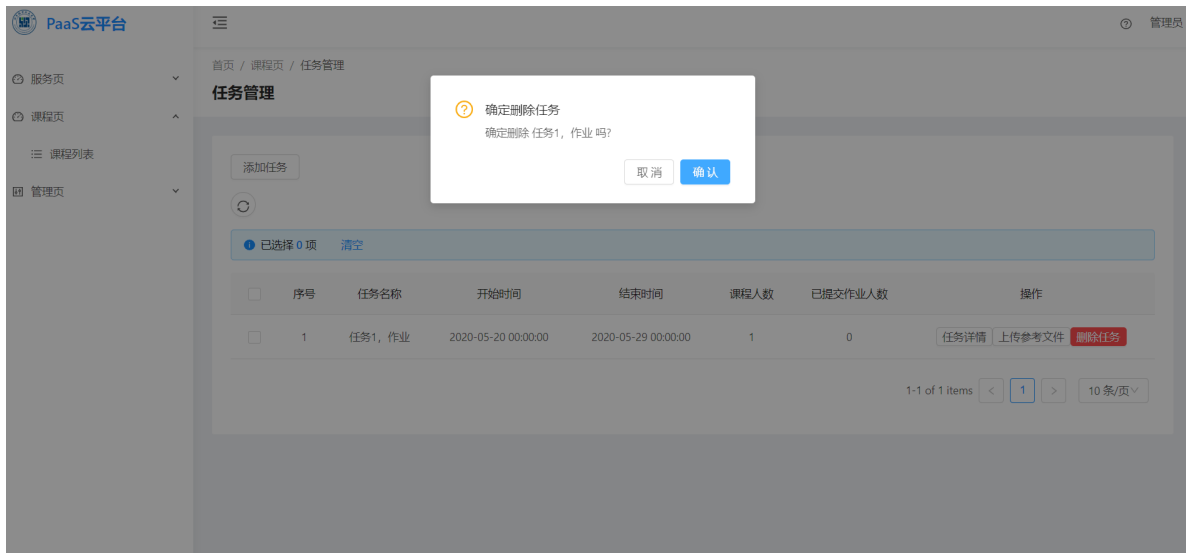 PaaS云平台
管理员
服务页
课程页
课程列表
管理页
首页 / 课程页 / 任务管理
任务管理
确定删除任务
确定删除 任务1，作业 吗?
取 消 确 认
添加任务
已选择 0 项 清空
序号 任务名称 开始时间 结束时间 课程人数 已提交作业人数 操作
1 任务1，作业 2020-05-20 00:00:00 2020-05-29 00:00:00 1 0 任务详情 上传参考文件 删除任务
1-1 of 1 items < 1 > 10 条/页